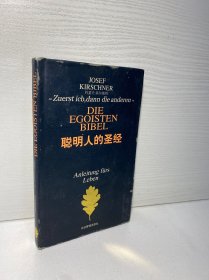 JOSEF
KIRSCHNER
»Zuerst ich, dann die anderen«
DIE
EGOISTEN
BIBEL
聪明人的圣经
Anleitung fürs
Leben